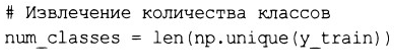 # Извлечение количества классов
num_classes = len(np.unique(y_train))